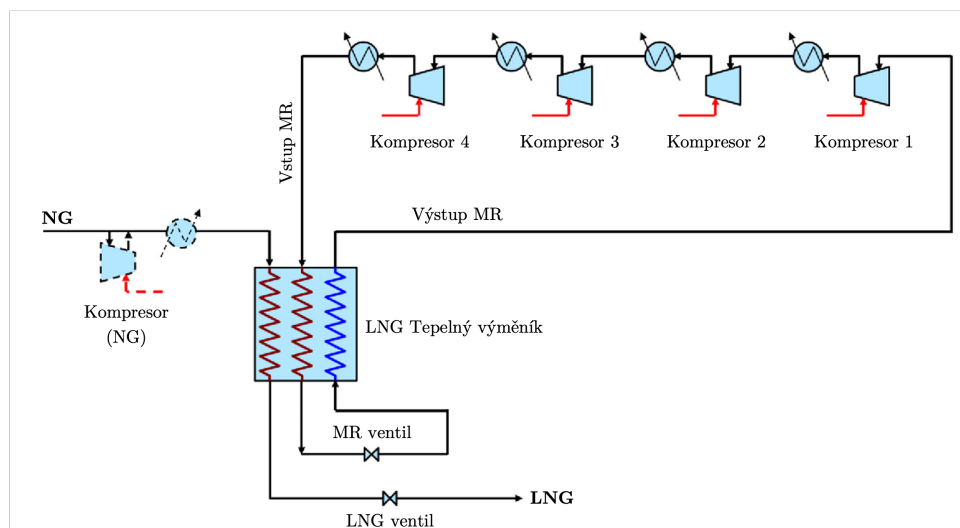 Kompresor 4
Kompresor 3
Kompresor 2
Kompresor 1
Vstup MR
NG
Výstup MR
Kompresor
(NG)
LNG Tepelný výměník
MR ventil
LNG
LNG ventil